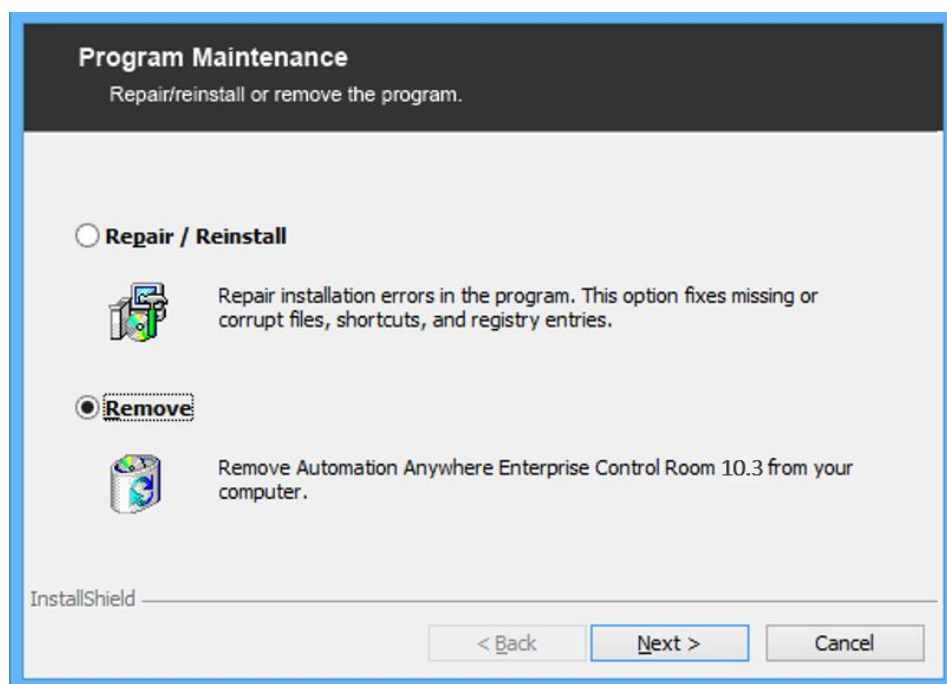 Program Maintenance
Repair/reinstall or remove the program.
Repair / Reinstall
Repair installation errors in the program. This option fixes missing or
corrupt files, shortcuts, and registry entries.
Remove
Remove Automation Anywhere Enterprise Control Room 10.3 from your
computer.
InstallShield
< Back Next > Cancel